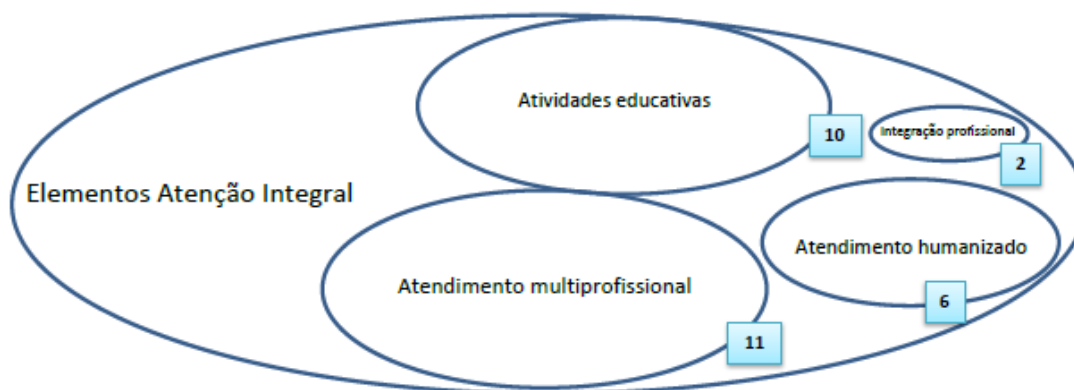 Atividades educativas
10
Integração profissional
2
Elementos Atenção Integral
Atendimento humanizado
6
Atendimento multiprofissional
11